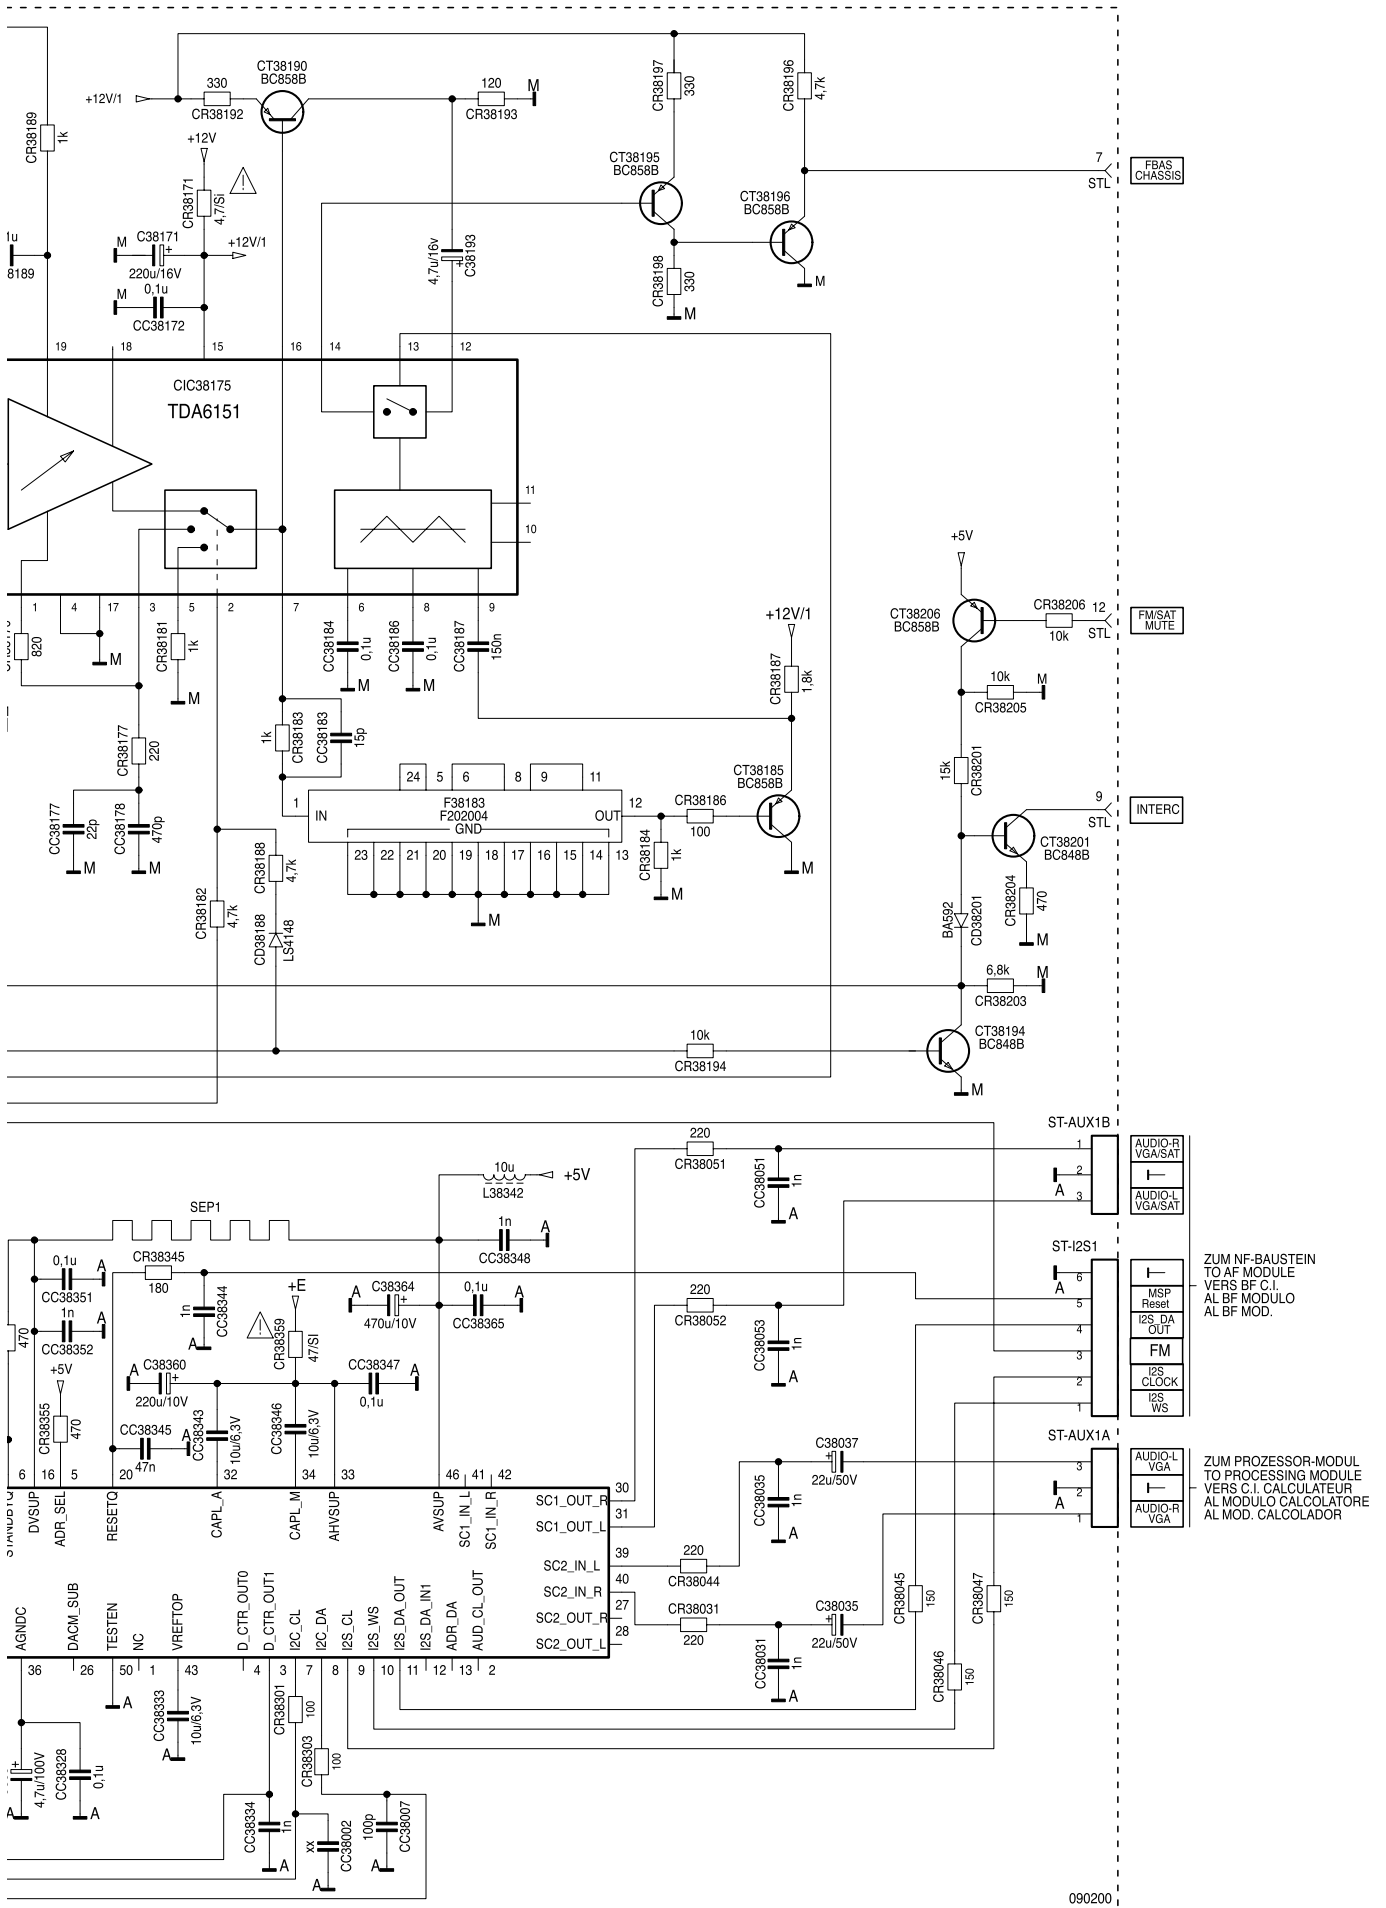 CT38190
BC858B
330
CR38192
+12V/1
120
M
CR38193
CR38197
330
CR38196
4,7k
CR38189
1k
+12V
CR38171
4,7/Si
CT38195
BC858B
7
STL
FBAS
CHASSIS
CT38196
BC858B
1u
8189
M
C38171
+
220u/16V
+12V/1
4,7u/16v
+
C38193
CR38198
330
M
M
M
0,1u
CC38172
19
18
15
16
14
13
12
CIC38175
TDA6151
11
10
+5V
1
4
17
3
5
2
7
6
8
9
820
M
CR38181
1k
M
CC38184
0,1u
M
CC38186
0,1u
M
CC38187
150n
+12V/1
CR38187
1,8k
CT38206
BC858B
CR38206
10k
12
STL
FM/SAT
MUTE
10k
M
CR38205
CR38177
220
1k
CR38183
CC38183
15p
15k
CR38201
24
5
6
8
9
11
CT38185
BC858B
1
IN
F38183
F202004
GND
OUT
12
CR38186
100
M
9
STL
INTERC
CT38201
BC848B
CC38177
22p
M
CC38178
470p
M
CR38188
4,7k
23
22
21
20
19
18
17
16
15
14
13
M
CR38184
1k
M
CR38204
470
M
CR38182
4,7k
CD38188
LS4148
BA592
CD38201
6,8k
M
CR38203
10k
CR38194
CT38194
BC848B
M
ST-AUX1B
220
CR38051
CC38051
1n
A
1
2
3
A
AUDIO-R
VGA/SAT
AUDIO-L
VGA/SAT
10u
L38342
+5V
SEP1
1n
A
CC38348
ST-I2S1
0,1u
A
CC38351
1n
A
CC38352
CR38345
180
1n
CC38344
A
+E
CR38359
47/SI
A
C38364
+
470u/10V
0,1u
A
CC38365
220
CR38052
CC38053
1n
A
6
5
4
3
2
1
A
MSP
Reset
I2S_DA
OUT
FM
I2S
CLOCK
I2S
WS
ZUM NF-BAUSTEIN
TO AF MODULE
VERS BF C.I.
AL BF MODULO
AL BF MOD.
470
+5V
CR38355
470
A
C38360
+
220u/10V
CC38345
A
47n
CC38343
10u/6,3V
CC38346
10u/6,3V
CC38347
A
0,1u
ST-AUX1A
C38037
+
22u/50V
CC38035
1n
A
3
2
1
A
AUDIO-L
VGA
AUDIO-R
VGA
ZUM PROZESSOR-MODUL
TO PROCESSING MODULE
VERS C.I. CALCULATEUR
AL MODULO CALCOLATORE
AL MOD. CALCOLADOR
6
16
5
20
32
34
33
46
41
42
STANDBYQ
DVSUP
ADR_SEL
RESETQ
CAPL_A
CAPL_M
AHVSUP
AVSUP
SC1_IN_L
SC1_IN_R
SC1_OUT_R
30
SC1_OUT_L
31
SC2_IN_L
39
SC2_IN_R
40
SC2_OUT_R
27
SC2_OUT_L
28
220
CR38044
CR38031
220
C38035
+
22u/50V
CC38031
1n
A
CR38045
150
CR38047
150
CR38046
150
AGNDC
DACM_SUB
TESTEN
NC
VREFTOP
D_CTR_OUT0
D_CTR_OUT1
I2C_CL
I2C_DA
I2S_CL
I2S_WS
I2S_DA_OUT
I2S_DA_IN1
ADR_DA
AUD_CL_OUT
36
26
50
1
43
4
3
7
8
9
10
11
12
13
2
A
CC38333
10u/6,3V
A
CR38301
100
CR38303
100
+
4,7u/100V
A
CC38328
0,1u
A
CC38334
1n
A
xx
CC38002
A
100p
CC38007
A
090200